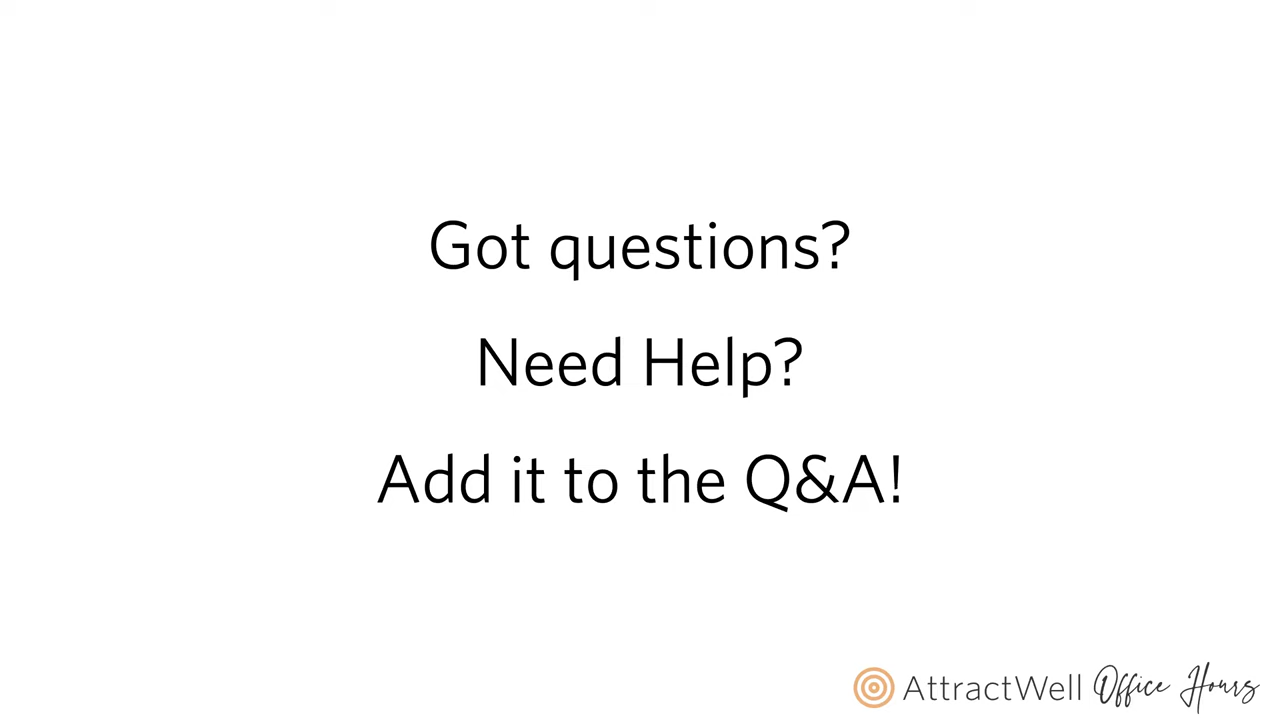 Got questions?
Need Help?
Add it to the Q&A!
AttractWell Office Hours